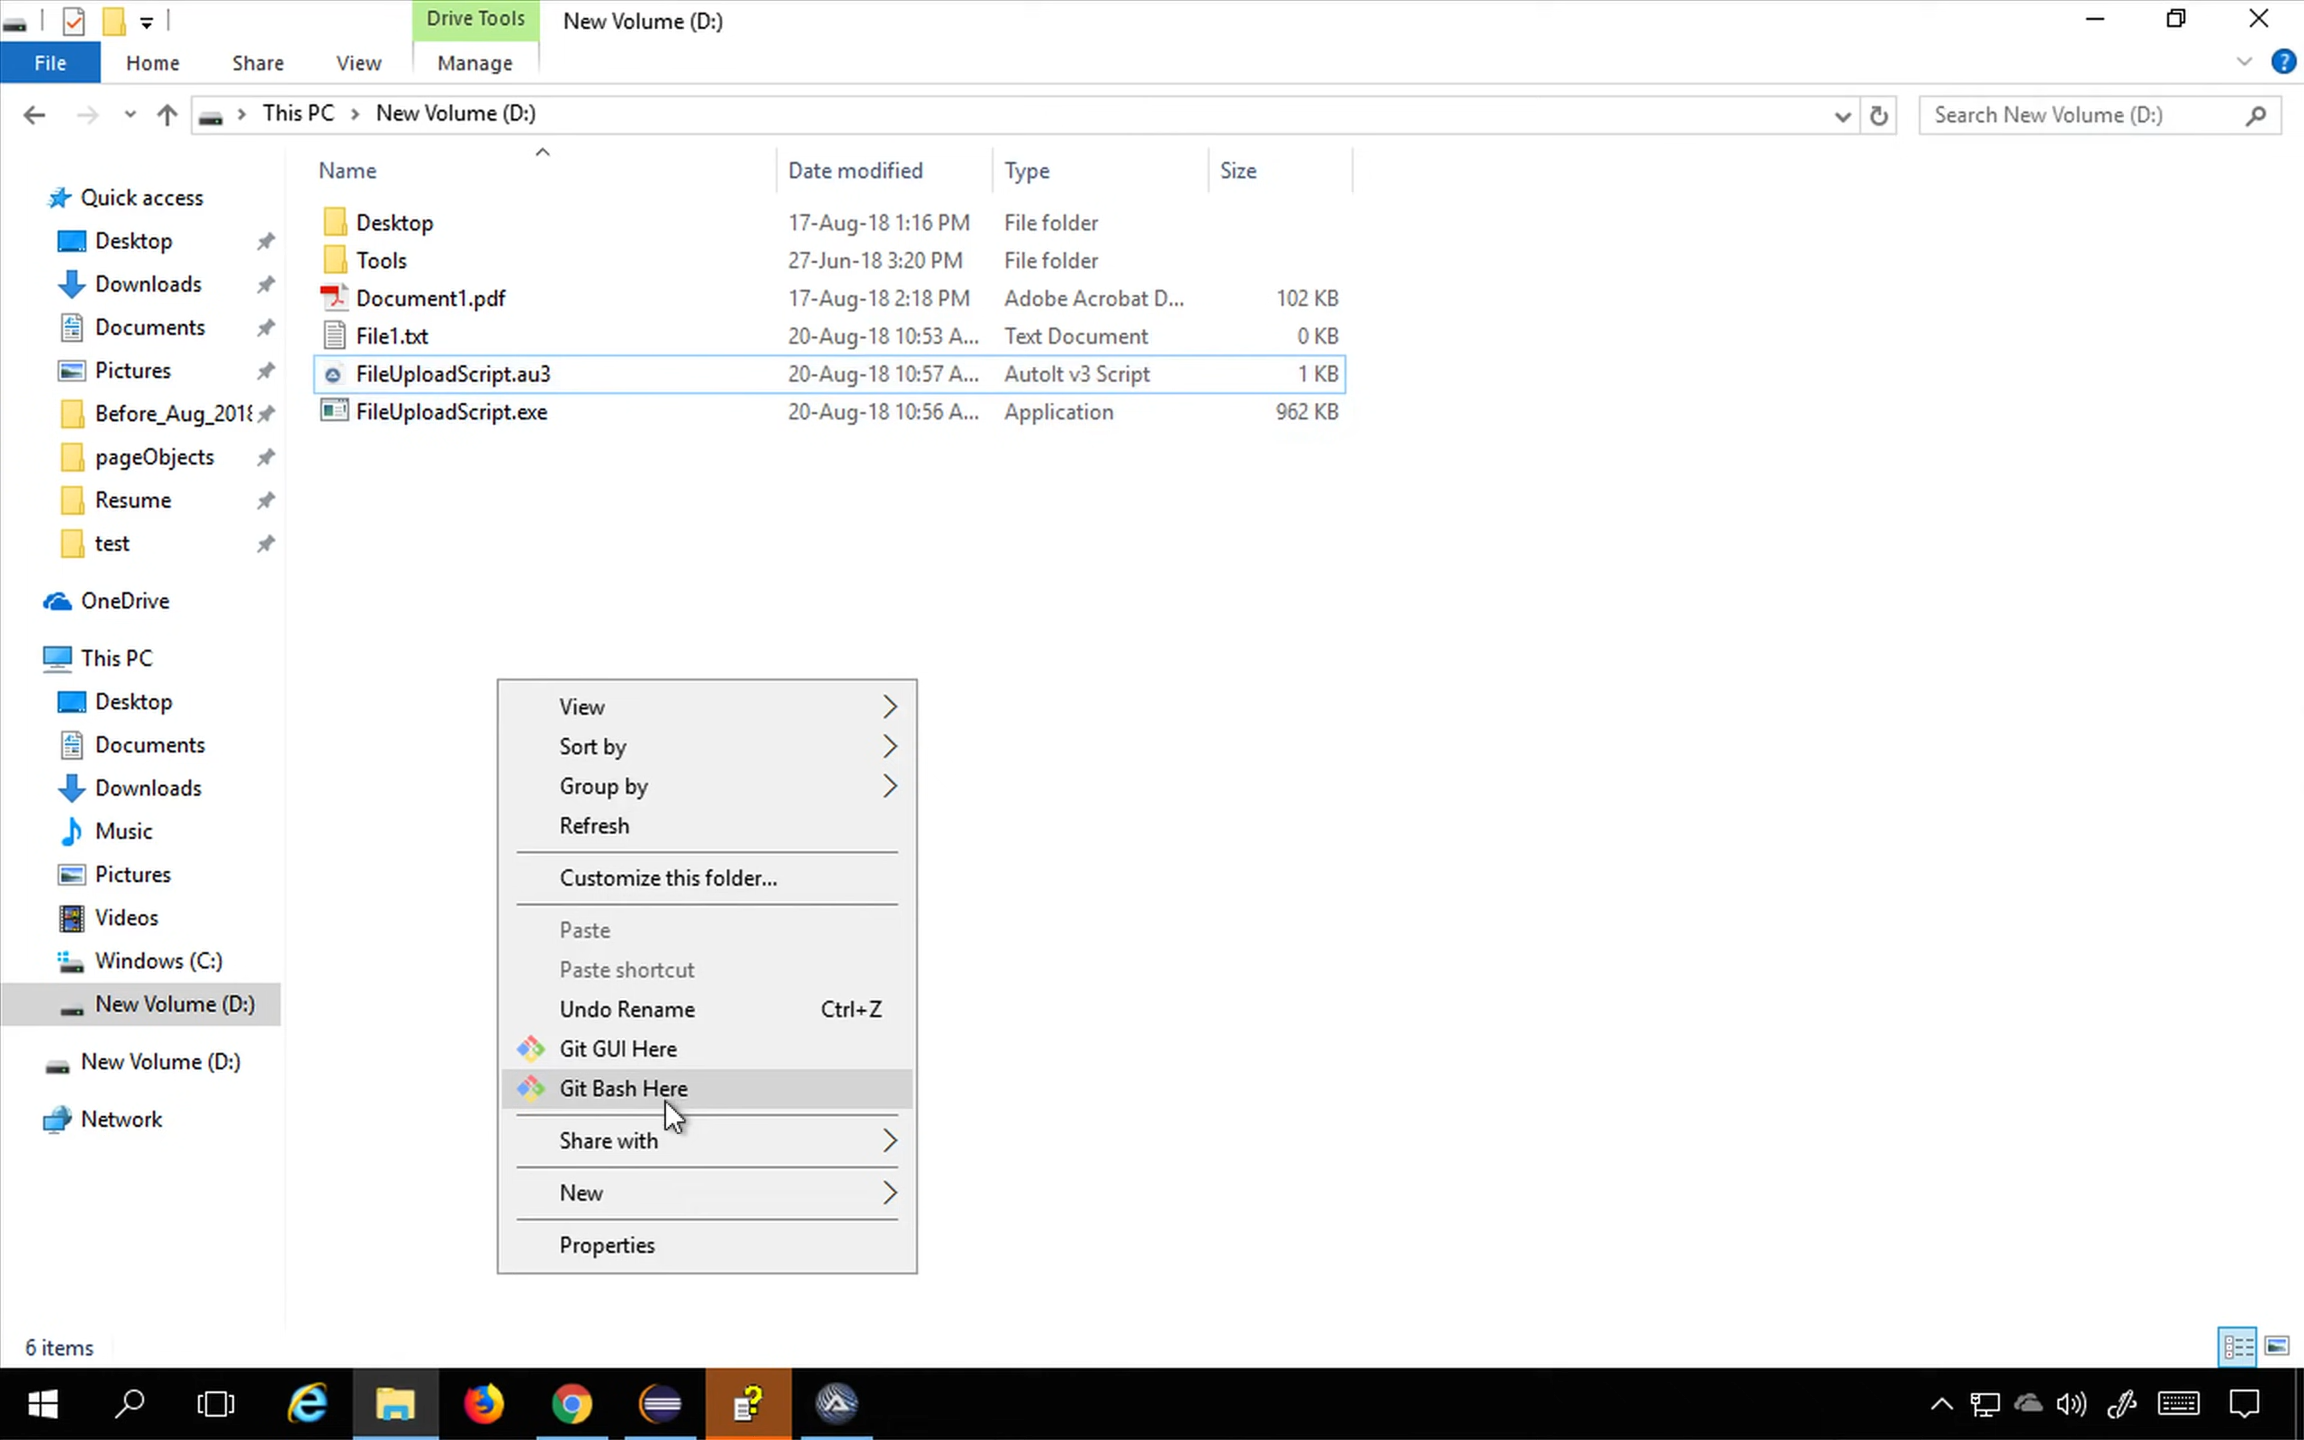 Drive Tools
New Volume (D:)
File
Home
Share
View
Manage
This PC
New Volume (D:)
Search New Volume (D:)
Name
Date modified
Type
Size
Desktop 17-Aug-18 1:16 PM File folder
Tools 27-Jun-18 3:20 PM File folder
Document1.pdf 17-Aug-18 2:18 PM Adobe Acrobat D... 102 KB
File1.txt 20-Aug-18 10:53 A... Text Document 0 KB
FileUploadScript.au3 20-Aug-18 10:57 A... AutoIt v3 Script 1 KB
FileUploadScript.exe 20-Aug-18 10:56 A... Application 962 KB
Quick access
Desktop
Downloads
Documents
Pictures
Before_Aug_2018
pageObjects
Resume
test
OneDrive
This PC
Desktop
Documents
Downloads
Music
Pictures
Videos
Windows (C:)
New Volume (D:)
New Volume (D:)
Network
View
Sort by
Group by
Refresh
Customize this folder...
Paste
Paste shortcut
Undo Rename Ctrl+Z
Git GUI Here
Git Bash Here
Share with
New
Properties
6 items